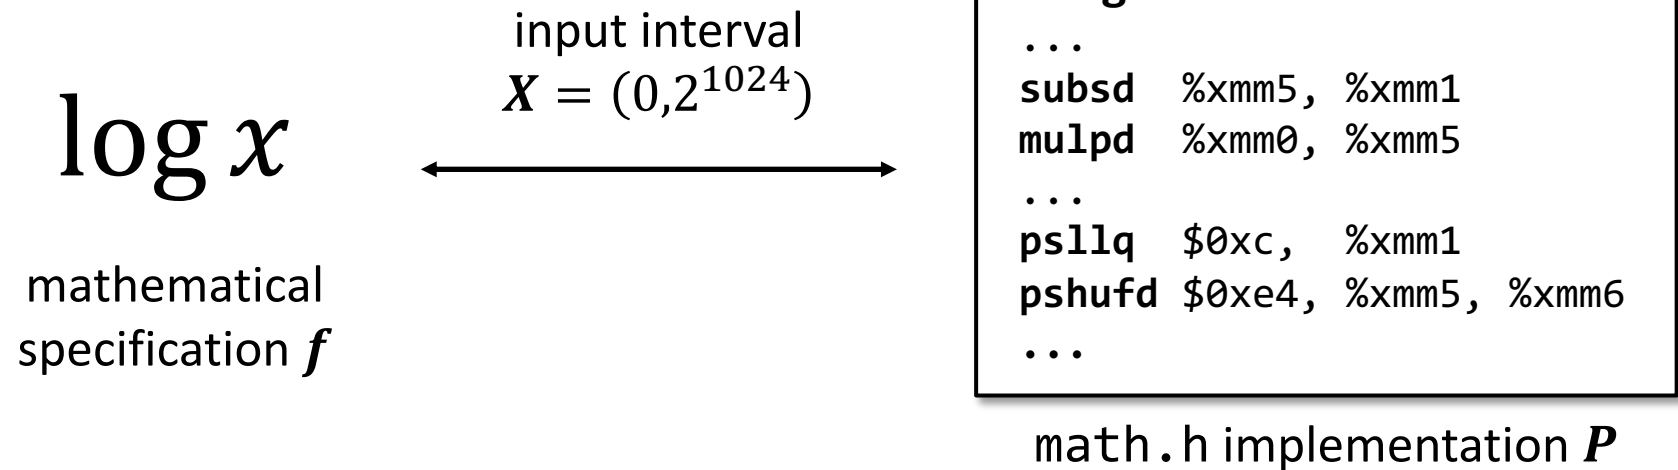 log x
mathematical
specification f
input interval
X = (0,2^1024)
...
subsd %xmm5, %xmm1
mulpd %xmm0, %xmm5
...
psllq $0xc, %xmm1
pshufd $0xe4, %xmm5, %xmm6
...
math.h implementation P